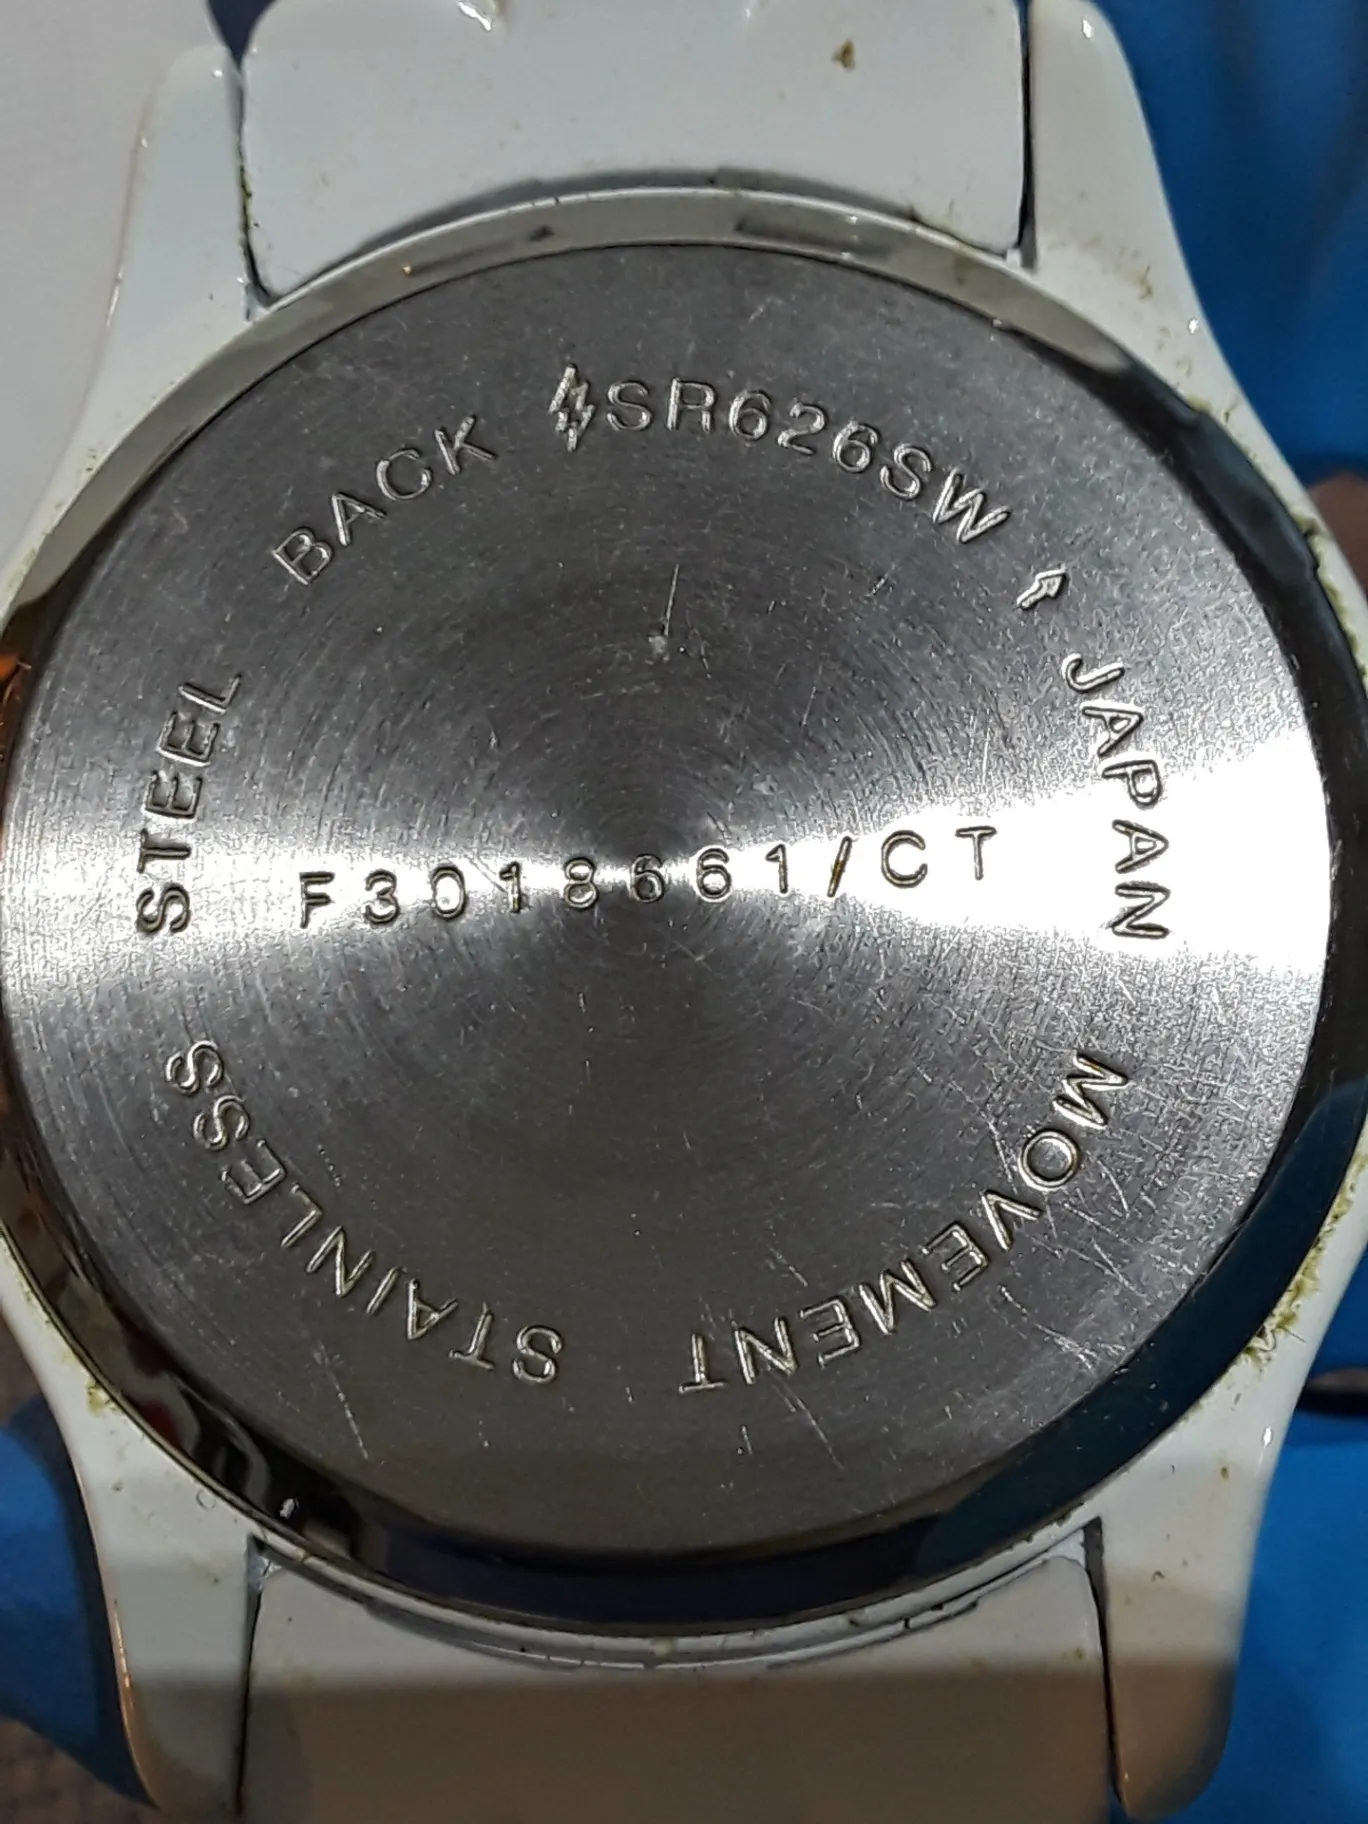 STAINLESS STEEL BACK SR626SW JAPAN MOVEMENT
F3018661/CT